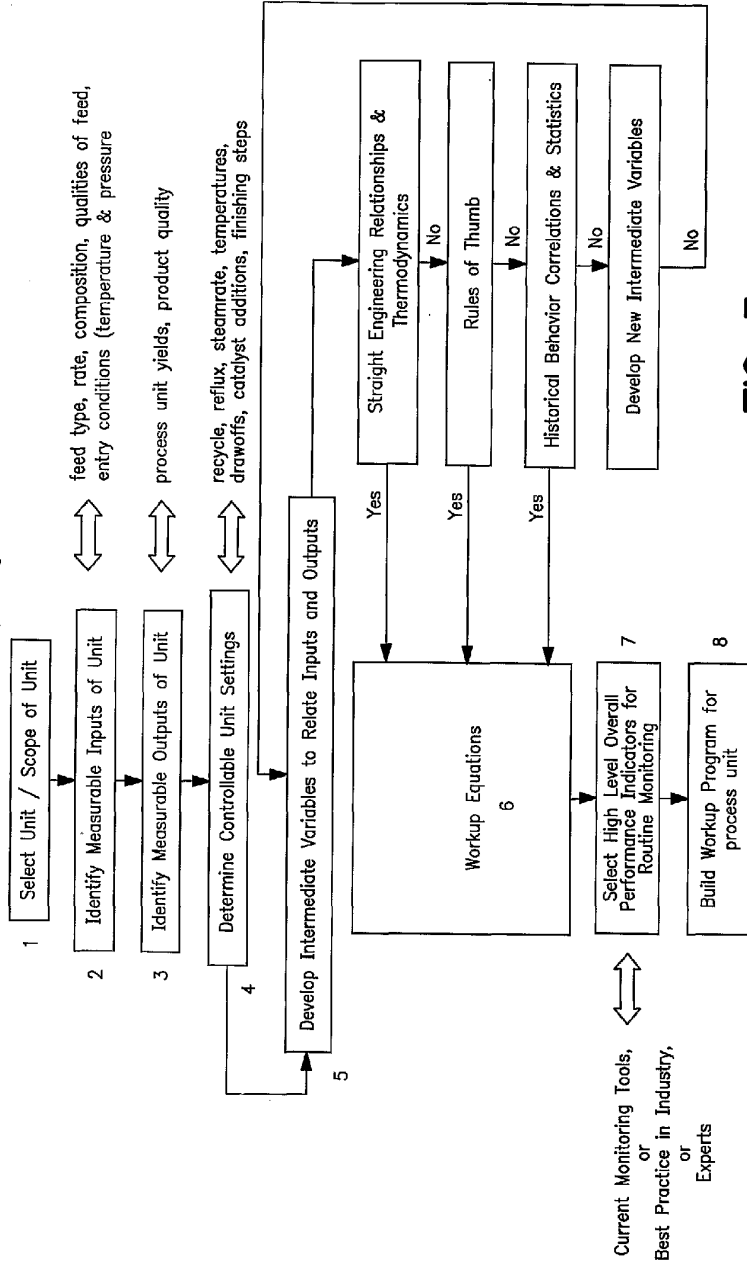 1
Select Unit / Scope of Unit
2
Identify Measurable Inputs of Unit
feed type, rate, composition, qualities of feed,
entry conditions (temperature & pressure
3
Identify Measurable Outputs of Unit
process unit yields, product quality
4
Determine Controllable Unit Settings
recycle, reflux, steamrate, temperatures,
drawoffs, catalyst additions, finishing steps
5
Develop Intermediate Variables to Relate Inputs and Outputs
Straight Engineering Relationships &
Thermodynamics
Yes
No
Rules of Thumb
Yes
No
Historical Behavior Correlations & Statistics
Yes
No
Develop New Intermediate Variables
No
Workup Equations
6
Select High Level Overall
Performance Indicators for
Routine Monitoring
7
Current Monitoring Tools,
or
Best Practice in Industry,
or
Experts
Build Workup Program for
process unit
8